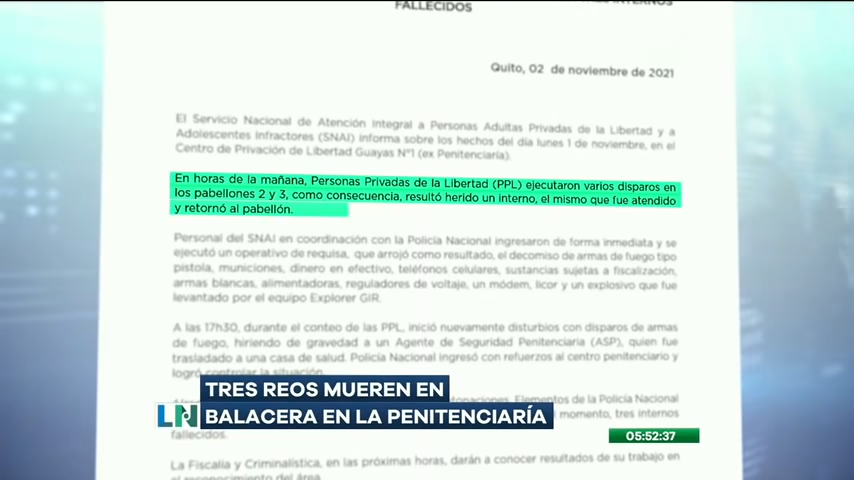 FALLECIDOS
Quito, 02 de noviembre de 2021
El Servicio Nacional de Atención Integral a Personas Adultas Privadas de la Libertad y a
Adolescentes Infractores (SNAI) informa sobre los hechos del día lunes 1 de noviembre, en el
Centro de Privación de Libertad Guayas N°1 (ex Penitenciaría).
En horas de la mañana, Personas Privadas de la Libertad (PPL) ejecutaron varios disparos en
los pabellones 2 y 3, como consecuencia, resultó herido un interno, el mismo que fue atendido
y retornó al pabellón.
Personal del SNAI en coordinación con la Policía Nacional ingresaron de forma inmediata y se
ejecutó un operativo de requisa, que arrojó como resultado, el decomiso de armas de fuego tipo
pistola, municiones, dinero en efectivo, teléfonos celulares, sustancias sujetas a fiscalización,
armas blancas, alimentadoras, reguladores de voltaje, un módem, licor y un explosivo que fue
levantado por el equipo Explorer GIR.
A las 17h30, durante el conteo de las PPL, inició nuevamente disturbios con disparos de armas
de fuego, hiriendo de gravedad a un Agente de Seguridad Penitenciaria (ASP), quien fue
trasladado a una casa de salud. Policía Nacional ingresó con refuerzos al centro penitenciario y
logró controlar la situación.
detonaciones. Elementos de la Policía Nacional
momento, tres internos
fallecidos.
TRES REOS MUEREN EN
LN BALACERA EN LA PENITENCIARÍA
05:52:37
La Fiscalía y Criminalística, en las próximas horas, darán a conocer resultados de su trabajo en
el reconocimiento del área.